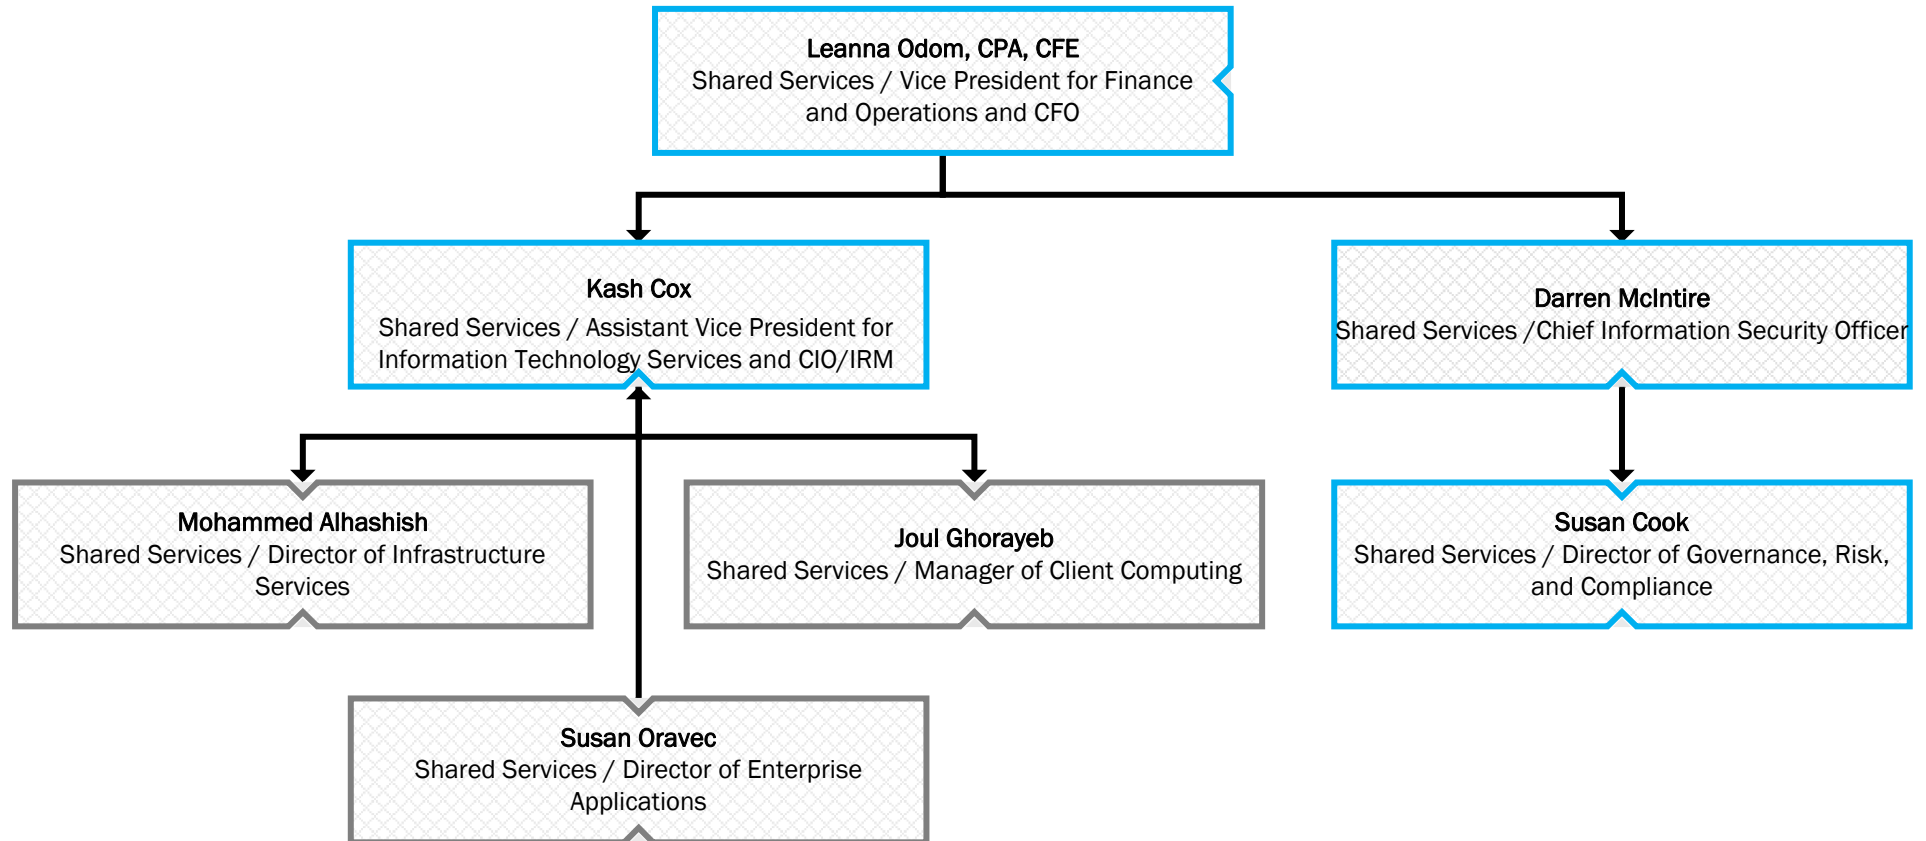 Leanna Odom, CPA, CFE
Shared Services / Vice President for Finance
and Operations and CFO
Kash Cox
Shared Services / Assistant Vice President for
Information Technology Services and CIO/IRM
Darren McIntire
Shared Services /Chief Information Security Officer
Mohammed Alhashish
Shared Services / Director of Infrastructure
Services
Joul Ghorayeb
Shared Services / Manager of Client Computing
Susan Cook
Shared Services / Director of Governance, Risk,
and Compliance
Susan Oravec
Shared Services / Director of Enterprise
Applications